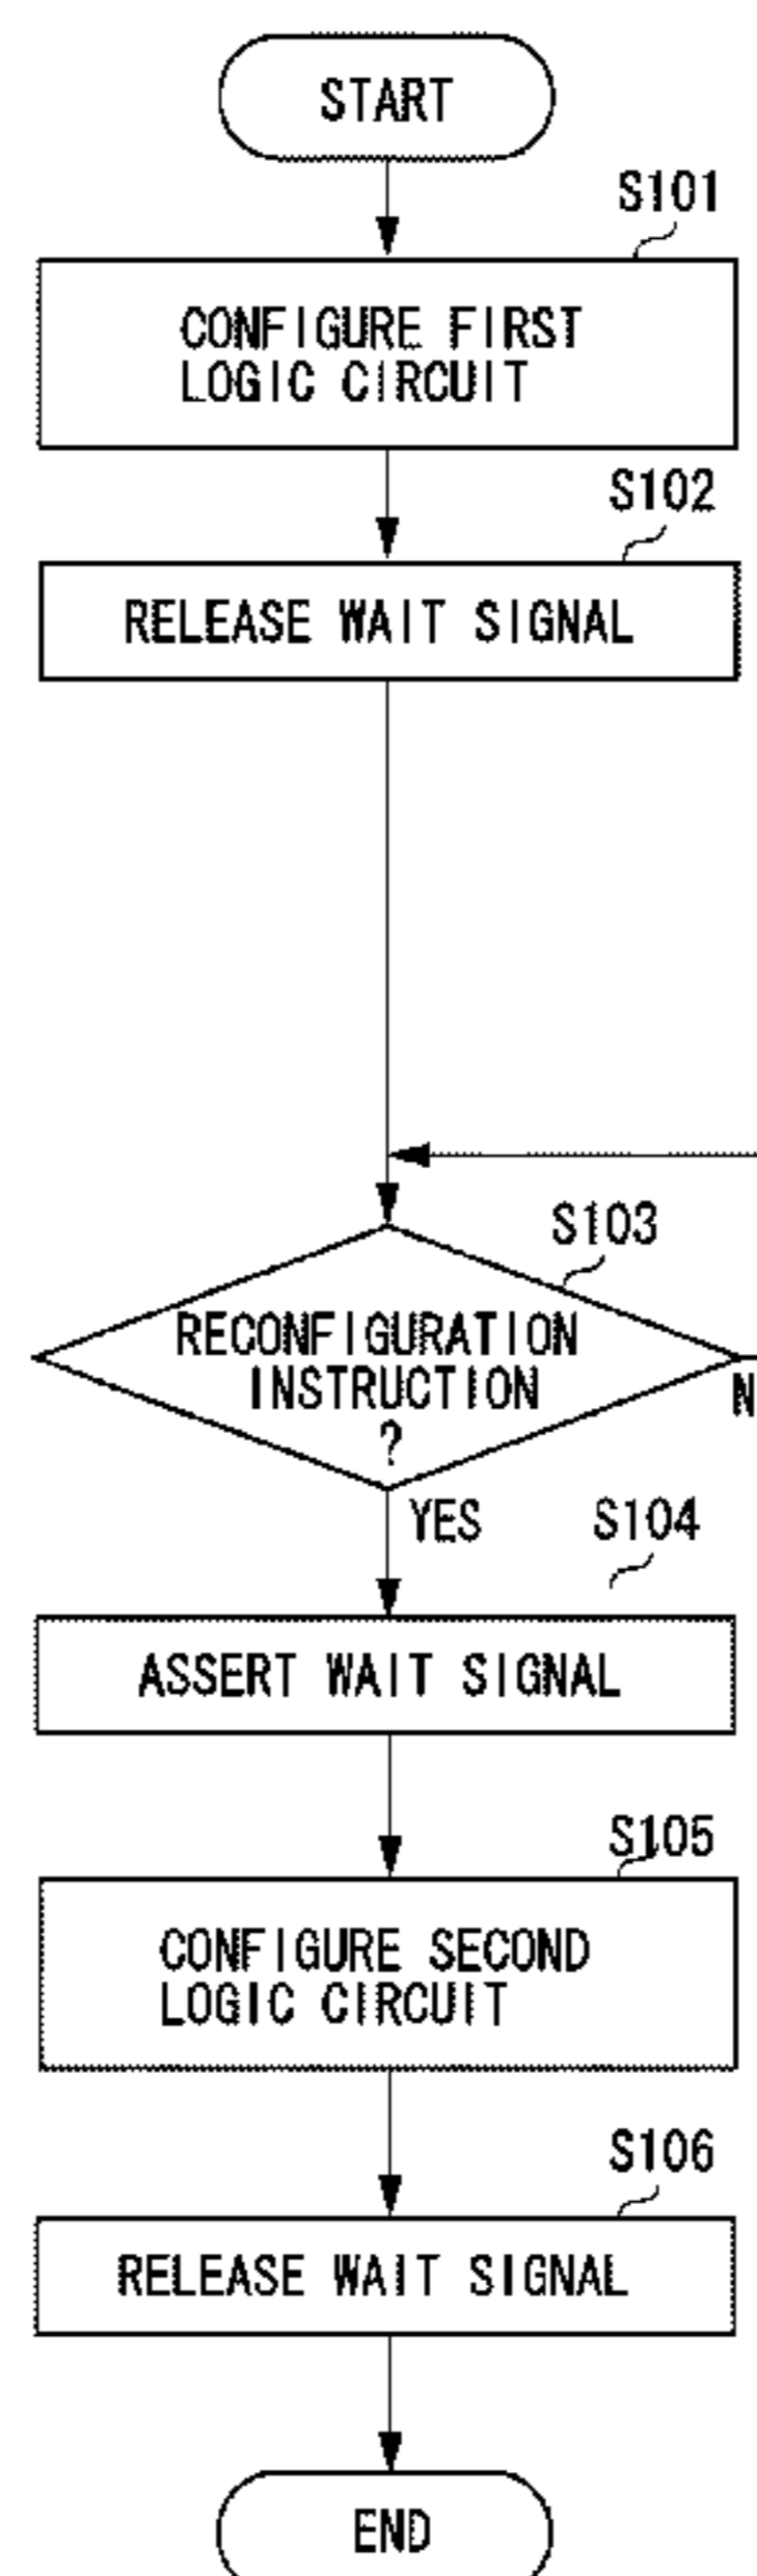 START
S101
CONFIGURE FIRST
LOGIC CIRCUIT
S102
RELEASE WAIT SIGNAL
S103
RECONFIGURATION
INSTRUCTION
?
N
YES
S104
ASSERT WAIT SIGNAL
S105
CONFIGURE SECOND
LOGIC CIRCUIT
S106
RELEASE WAIT SIGNAL
END